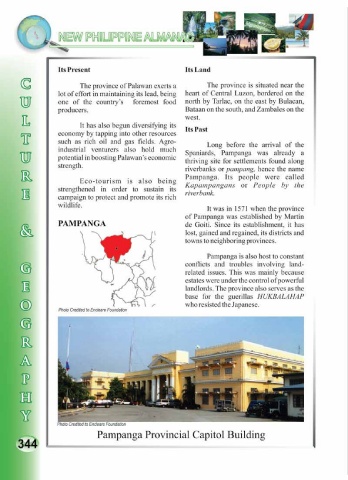 NEW PHILIPPINE ALMANAC
CULTURE & GEOGRAPHY
Its Present
The province of Palawan exerts a
lot of effort in maintaining its lead, being
one of the country's foremost food
producers.
It has also begun diversifying its
economy by tapping into other resources
such as rich oil and gas fields. Agro-
industrial venturers also hold much
potential in boosting Palawan's economic
strength.
Eco-tourism is also being
strengthened in order to sustain its
campaign to protect and promote its rich
wildlife.
PAMPANGA
Photo Credited to Enrdeare Foundation
Its Land
The province is situated near the
heart of Central Luzon, bordered on the
north by Tarlac, on the east by Bulacan,
Bataan on the south, and Zambales on the
west.
Its Past
Long before the arrival of the
Spaniards, Pampanga was already a
thriving site for settlements found along
riverbanks or pampang, hence the name
Pampanga. Its people were called
Kapampangans or People by the
riverbank.
It was in 1571 when the province
of Pampanga was established by Martin
de Goiti. Since its establishment, it has
lost, gained and regained, its districts and
towns to neighboring provinces.
Pampanga is also host to constant
conflicts and troubles involving land-
related issues. This was mainly because
estates were under the control of powerful
landlords. The province also serves as the
base for the guerillas HUKBALAHAP
who resisted the Japanese.
Photo Credited to Enrdeare Foundation
Pampanga Provincial Capitol Building
344